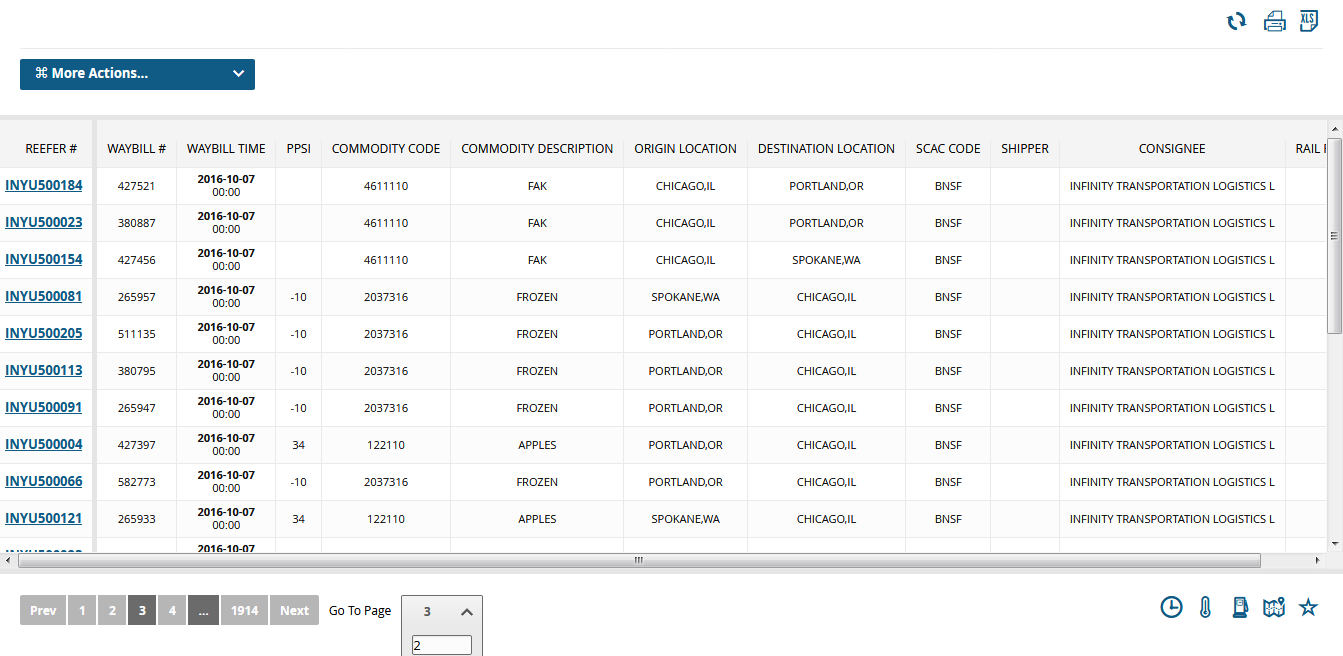 XLS
⌘ More Actions...
REEFER # WAYBILL # WAYBILL TIME PPSI COMMODITY CODE COMMODITY DESCRIPTION ORIGIN LOCATION DESTINATION LOCATION SCAC CODE SHIPPER CONSIGNEE RAIL
INYU500184 427521 2016-10-07 00:00 4611110 FAK CHICAGO,IL PORTLAND,OR BNSF INFINITY TRANSPORTATION LOGISTICS L
INYU500023 380887 2016-10-07 00:00 4611110 FAK CHICAGO,IL PORTLAND,OR BNSF INFINITY TRANSPORTATION LOGISTICS L
INYU500154 427456 2016-10-07 00:00 4611110 FAK CHICAGO,IL SPOKANE,WA BNSF INFINITY TRANSPORTATION LOGISTICS L
INYU500081 265957 2016-10-07 00:00 -10 2037316 FROZEN SPOKANE,WA CHICAGO,IL BNSF INFINITY TRANSPORTATION LOGISTICS L
INYU500205 511135 2016-10-07 00:00 -10 2037316 FROZEN PORTLAND,OR CHICAGO,IL BNSF INFINITY TRANSPORTATION LOGISTICS L
INYU500113 380795 2016-10-07 00:00 -10 2037316 FROZEN PORTLAND,OR CHICAGO,IL BNSF INFINITY TRANSPORTATION LOGISTICS L
INYU500091 265947 2016-10-07 00:00 -10 2037316 FROZEN PORTLAND,OR CHICAGO,IL BNSF INFINITY TRANSPORTATION LOGISTICS L
INYU500004 427397 2016-10-07 00:00 34 122110 APPLES PORTLAND,OR CHICAGO,IL BNSF INFINITY TRANSPORTATION LOGISTICS L
INYU500066 582773 2016-10-07 00:00 -10 2037316 FROZEN PORTLAND,OR CHICAGO,IL BNSF INFINITY TRANSPORTATION LOGISTICS L
INYU500121 265933 2016-10-07 00:00 34 122110 APPLES SPOKANE,WA CHICAGO,IL BNSF INFINITY TRANSPORTATION LOGISTICS L
2016-10-07
Prev 1 2 3 4 ... 1914 Next Go To Page 3
2